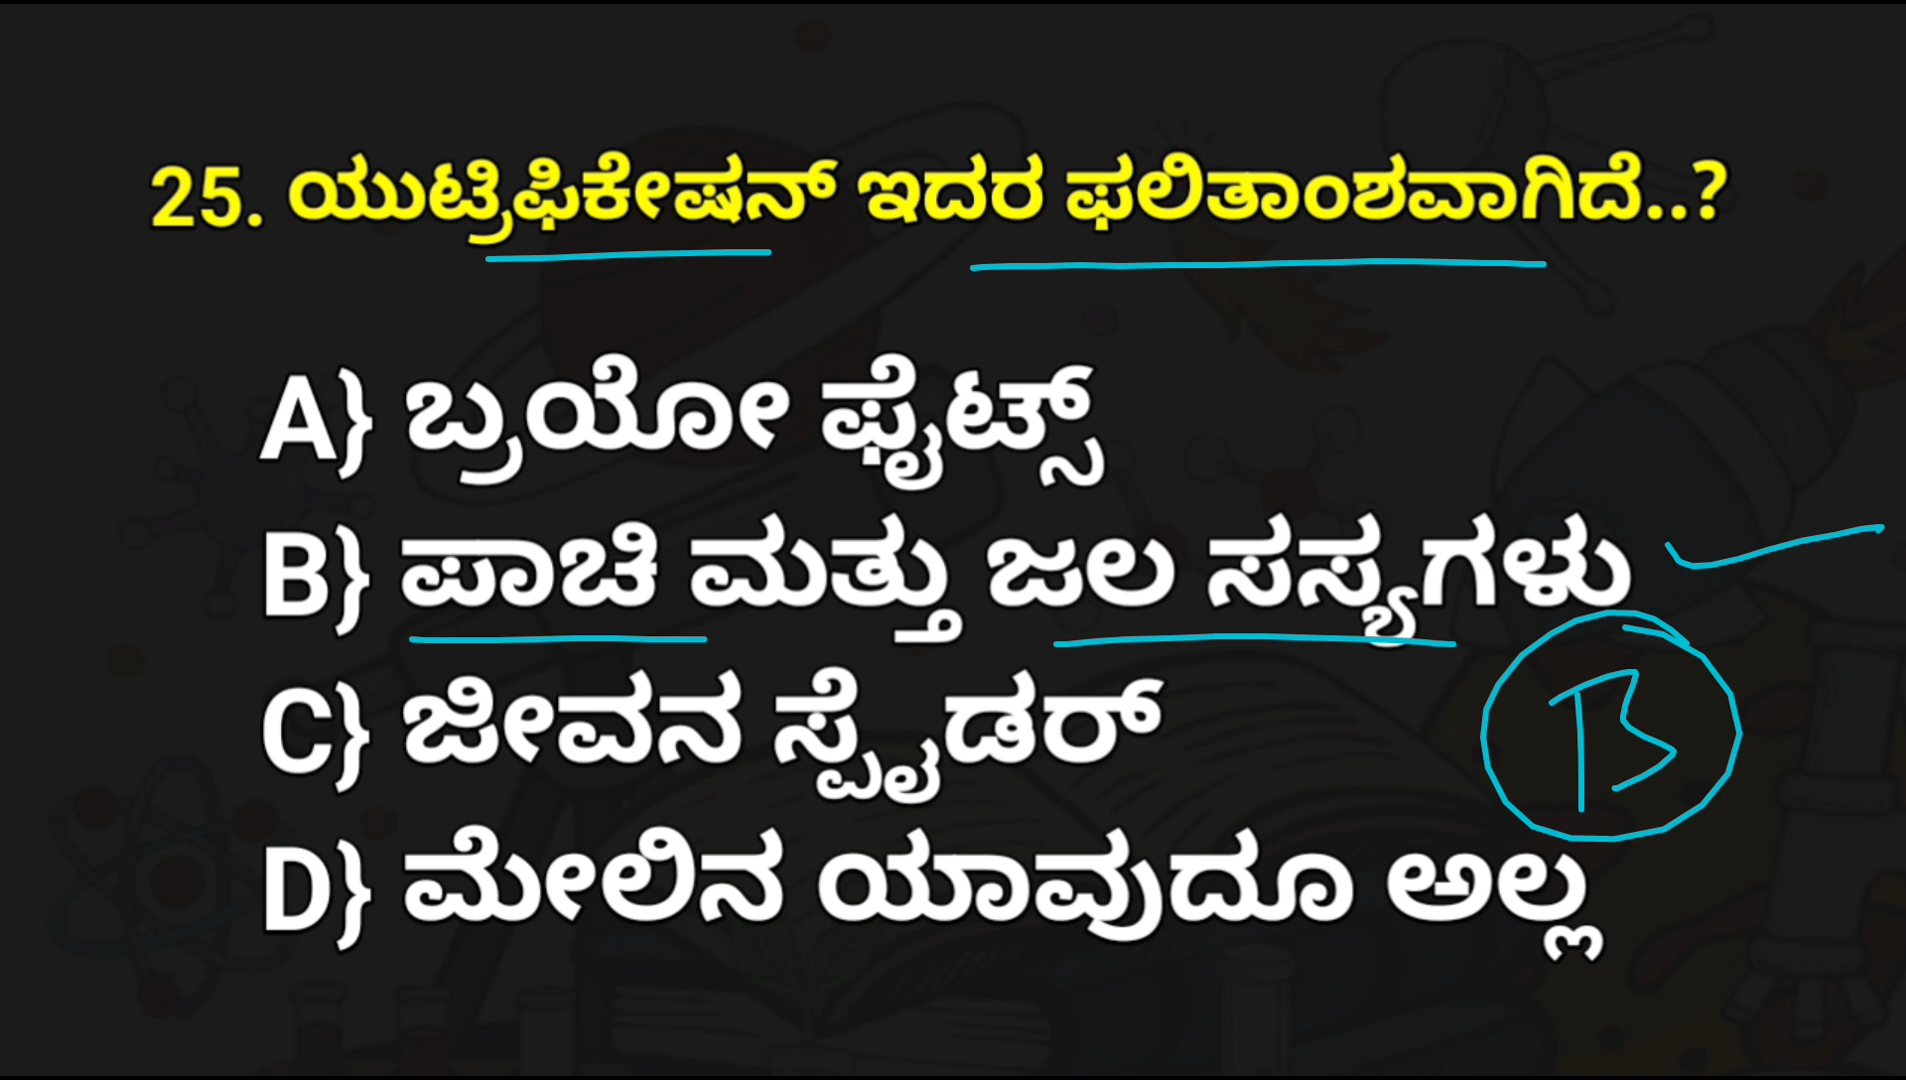 25. ಯುಟ್ರಿಫಿಕೇಷನ್ ಇದರ ಫಲಿತಾಂಶವಾಗಿದೆ..?
A} ಬ್ರಯೋ ಫೈಟ್ಸ್
B} ಪಾಚಿ ಮತ್ತು ಜಲ ಸಸ್ಯಗಳು
C} ಜೀವನ ಸ್ಪೈಡರ್
B
D} ಮೇಲಿನ ಯಾವುದೂ ಅಲ್ಲ